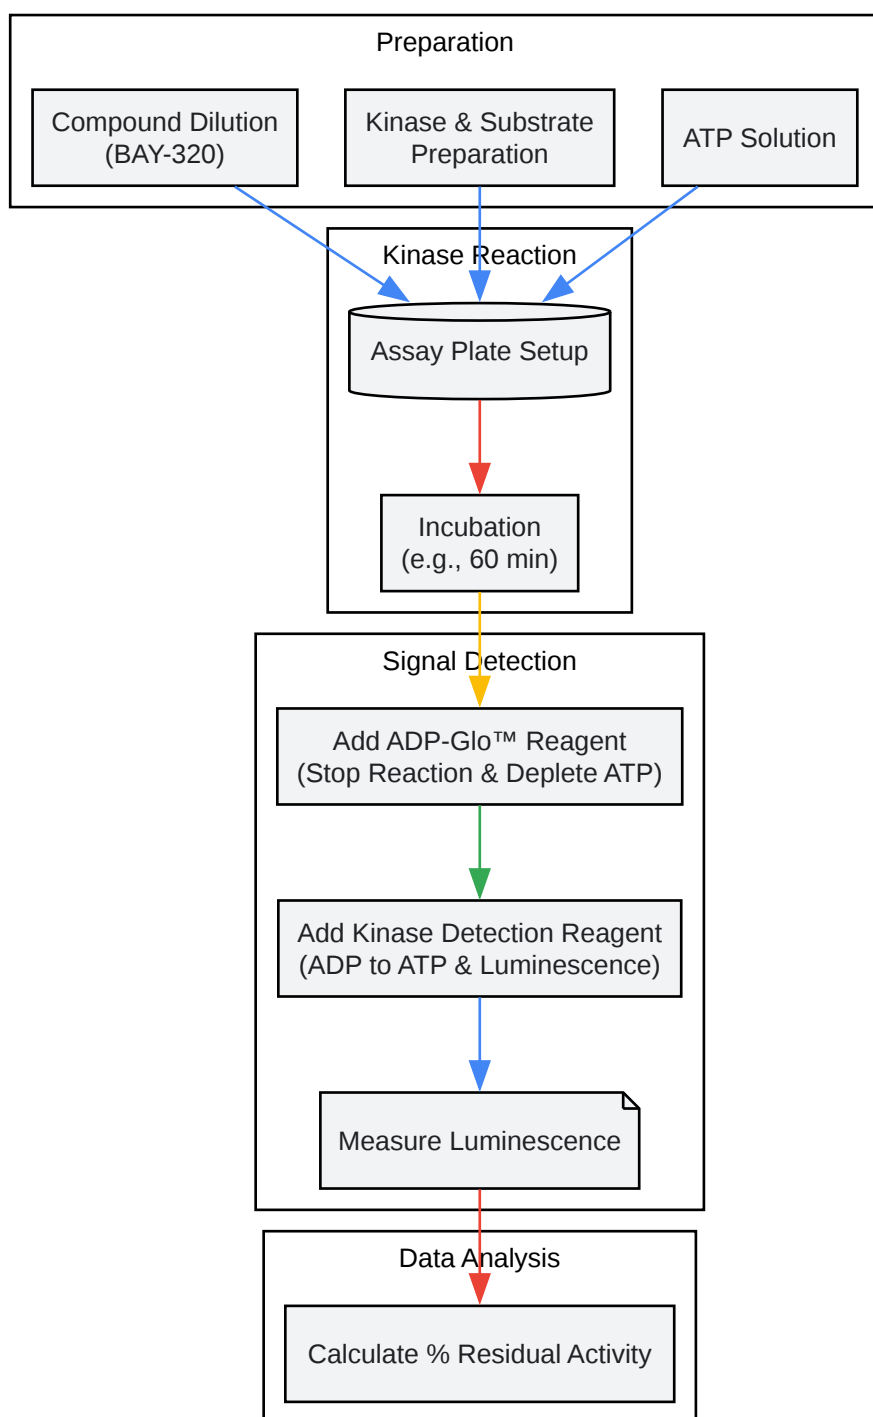 Preparation
Compound Dilution
(BAY-320)
Kinase & Substrate
Preparation
ATP Solution
Kinase Reaction
Assay Plate Setup
Incubation
(e.g., 60 min)
Signal Detection
Add ADP-Glo™ Reagent
(Stop Reaction & Deplete ATP)
Add Kinase Detection Reagent
(ADP to ATP & Luminescence)
Measure Luminescence
Data Analysis
Calculate % Residual Activity